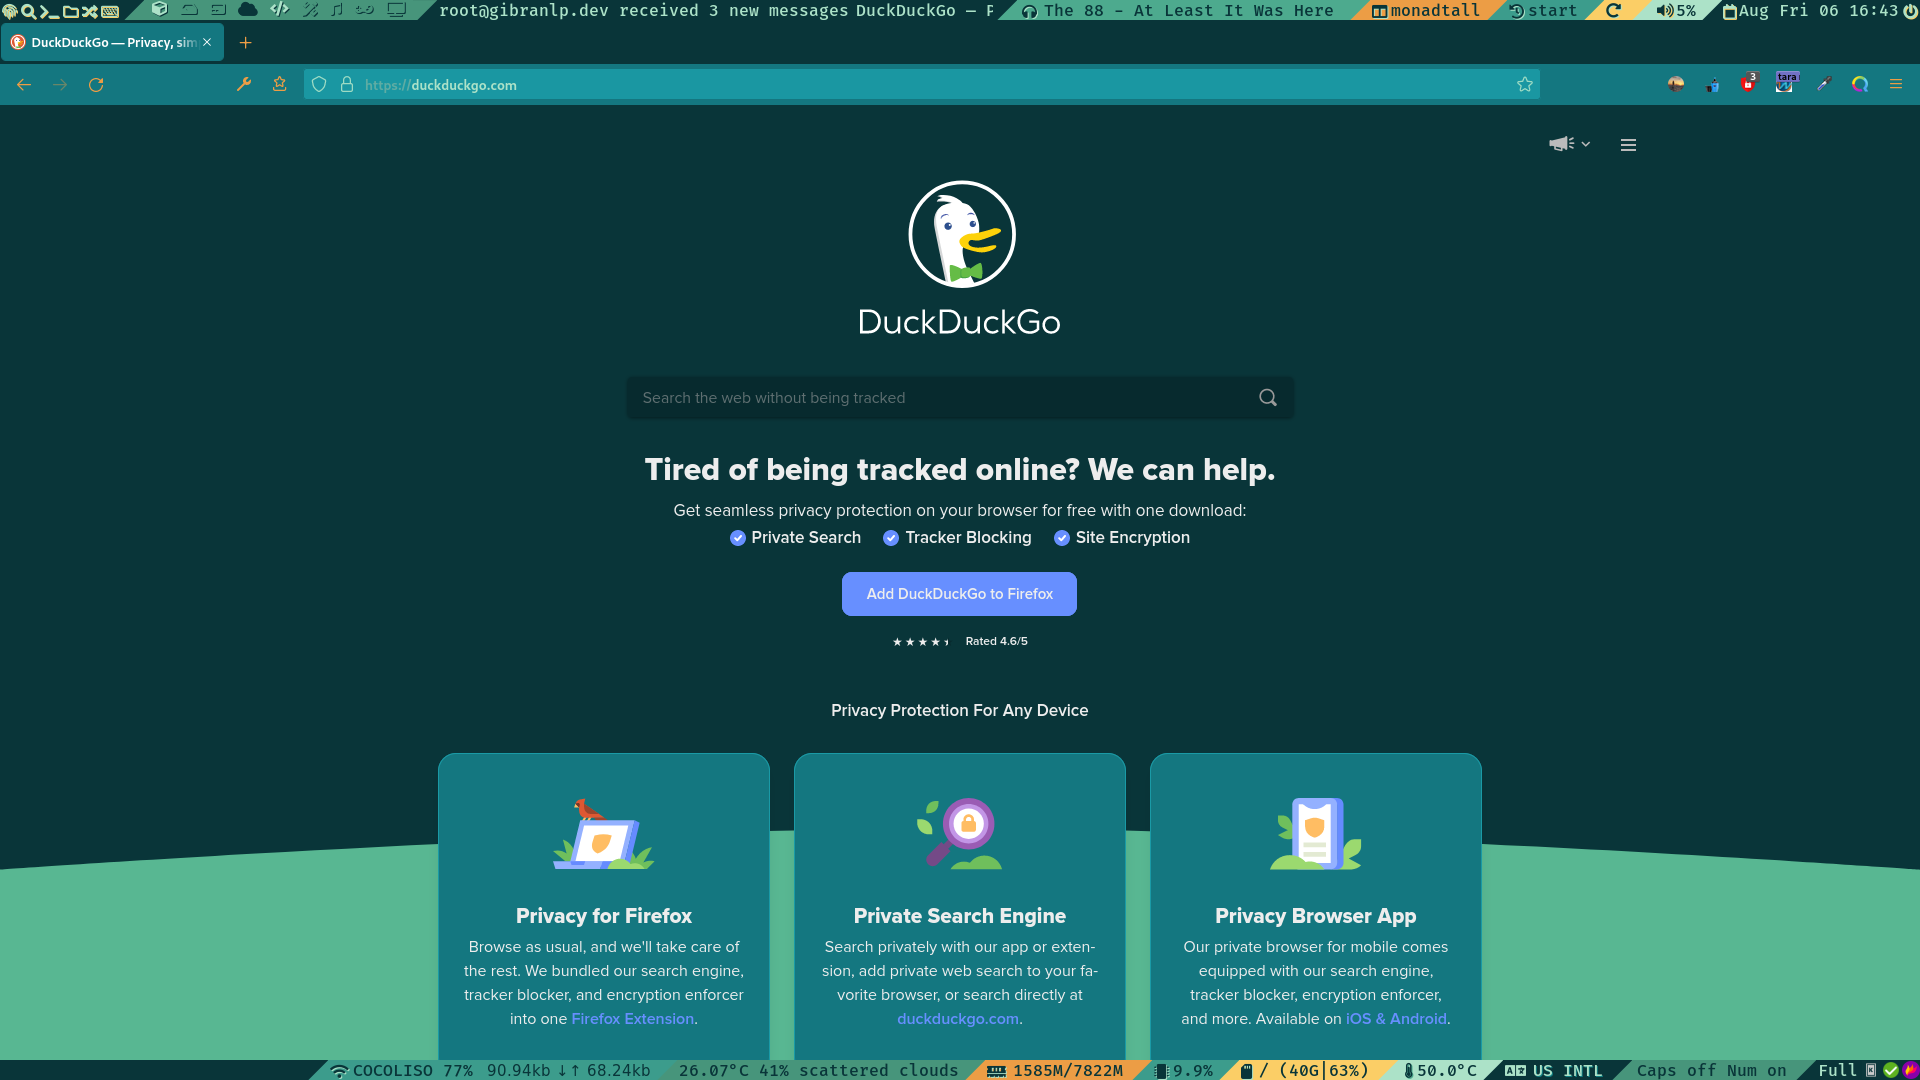 root@gibranlp.dev received 3 new messages DuckDuckGo — P
The 88 - At Least It Was Here
monadtall
start
5%
Aug Fri 06 16:43
DuckDuckGo — Privacy, sim
https://duckduckgo.com
3
tara
DuckDuckGo
Search the web without being tracked
Tired of being tracked online? We can help.
Get seamless privacy protection on your browser for free with one download:
Private Search Tracker Blocking Site Encryption
Add DuckDuckGo to Firefox
Rated 4.6/5
Privacy Protection For Any Device
Privacy for Firefox
Browse as usual, and we'll take care of
the rest. We bundled our search engine,
tracker blocker, and encryption enforcer
into one Firefox Extension.
Private Search Engine
Search privately with our app or exten-
sion, add private web search to your fa-
vorite browser, or search directly at
duckduckgo.com.
Privacy Browser App
Our private browser for mobile comes
equipped with our search engine,
tracker blocker, encryption enforcer,
and more. Available on iOS & Android.
COCOLISO 77% 90.94kb ↓↑ 68.24kb
26.07°C 41% scattered clouds
1585M/7822M
9.9%
/ (40G|63%)
50.0°C
US INTL
Caps off Num on
Full